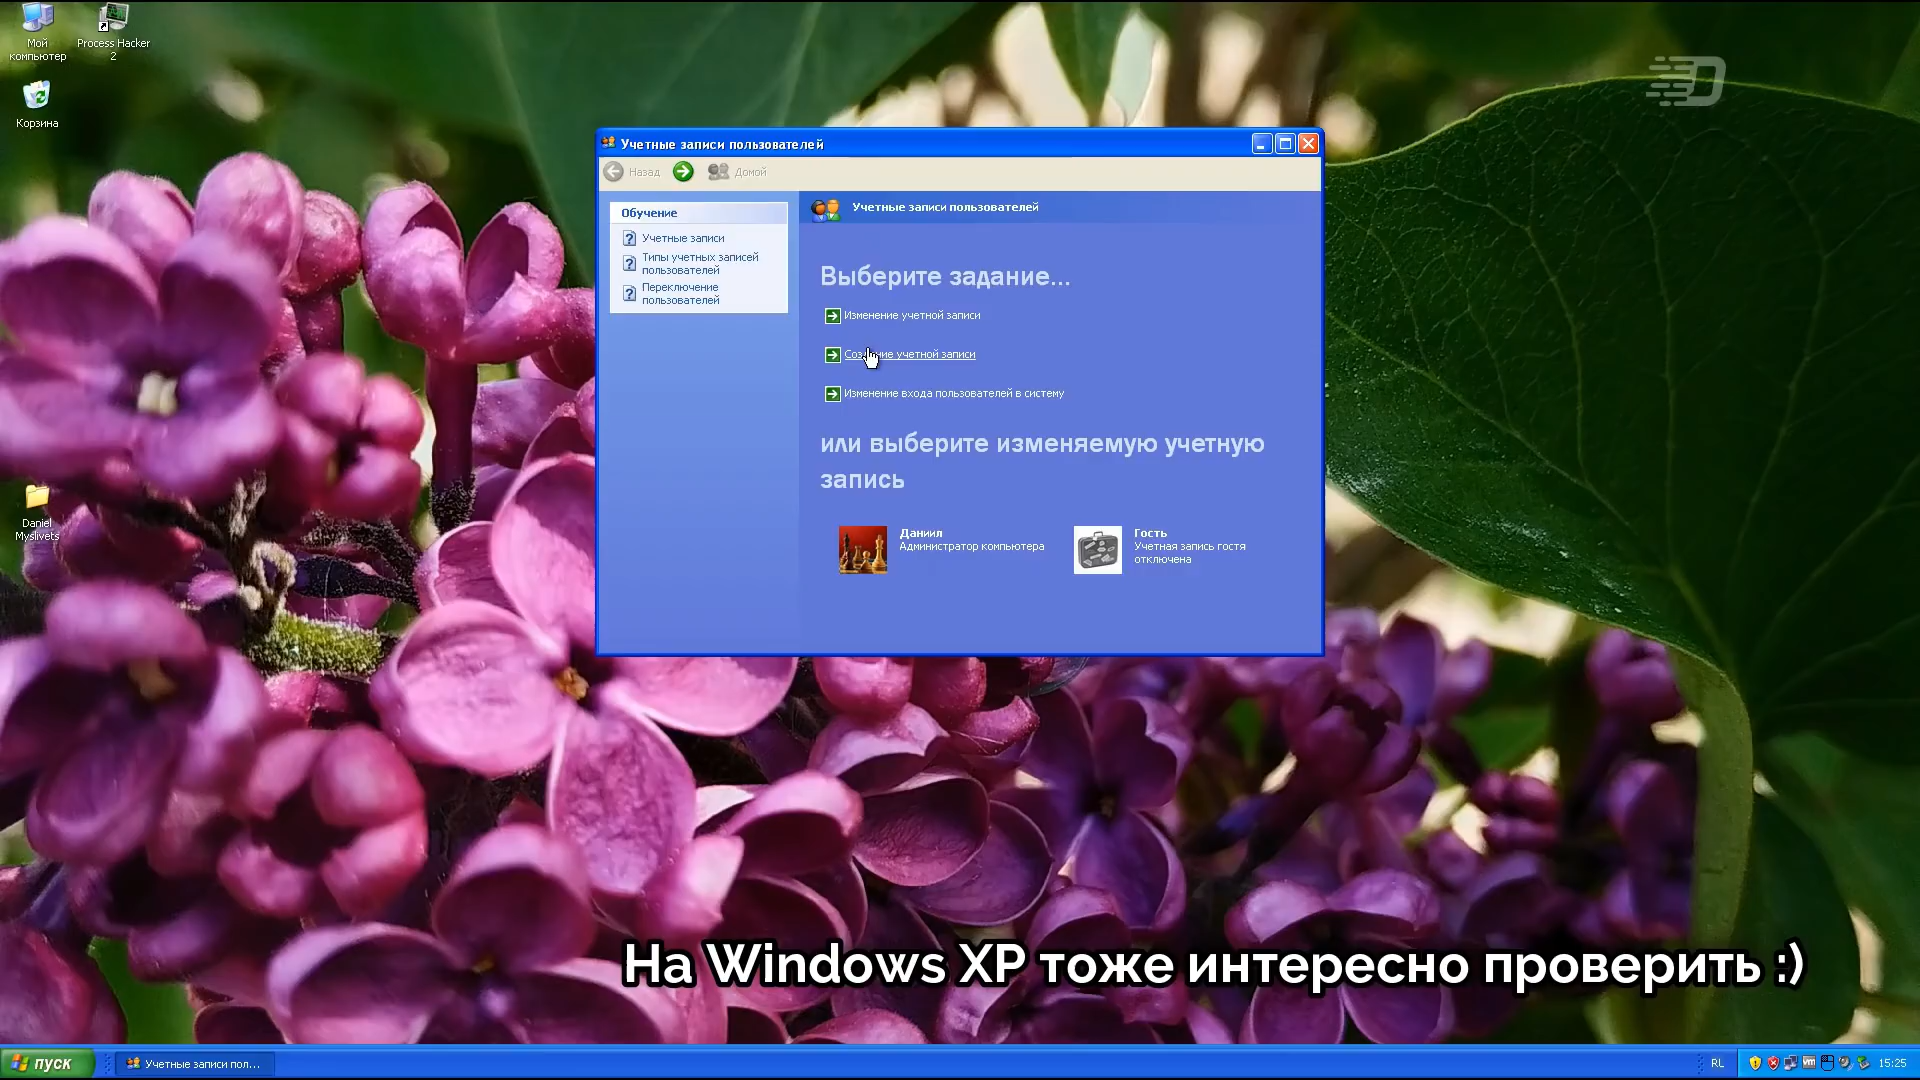 Мой
компьютер
Process Hacker
2
Корзина
Daniel
Myslivets
Учетные записи пользователей
Назад
Домой
Обучение
Учетные записи
Типы учетных записей
пользователей
Переключение
пользователей
Учетные записи пользователей
Выберите задание...
Изменение учетной записи
Создание учетной записи
Изменение входа пользователей в систему
или выберите изменяемую учетную
запись
Даниил
Администратор компьютера
Гость
Учетная запись гостя
отключена
На Windows XP тоже интересно проверить :)
пуск
Учетные записи пол...
RL
vm
15:25